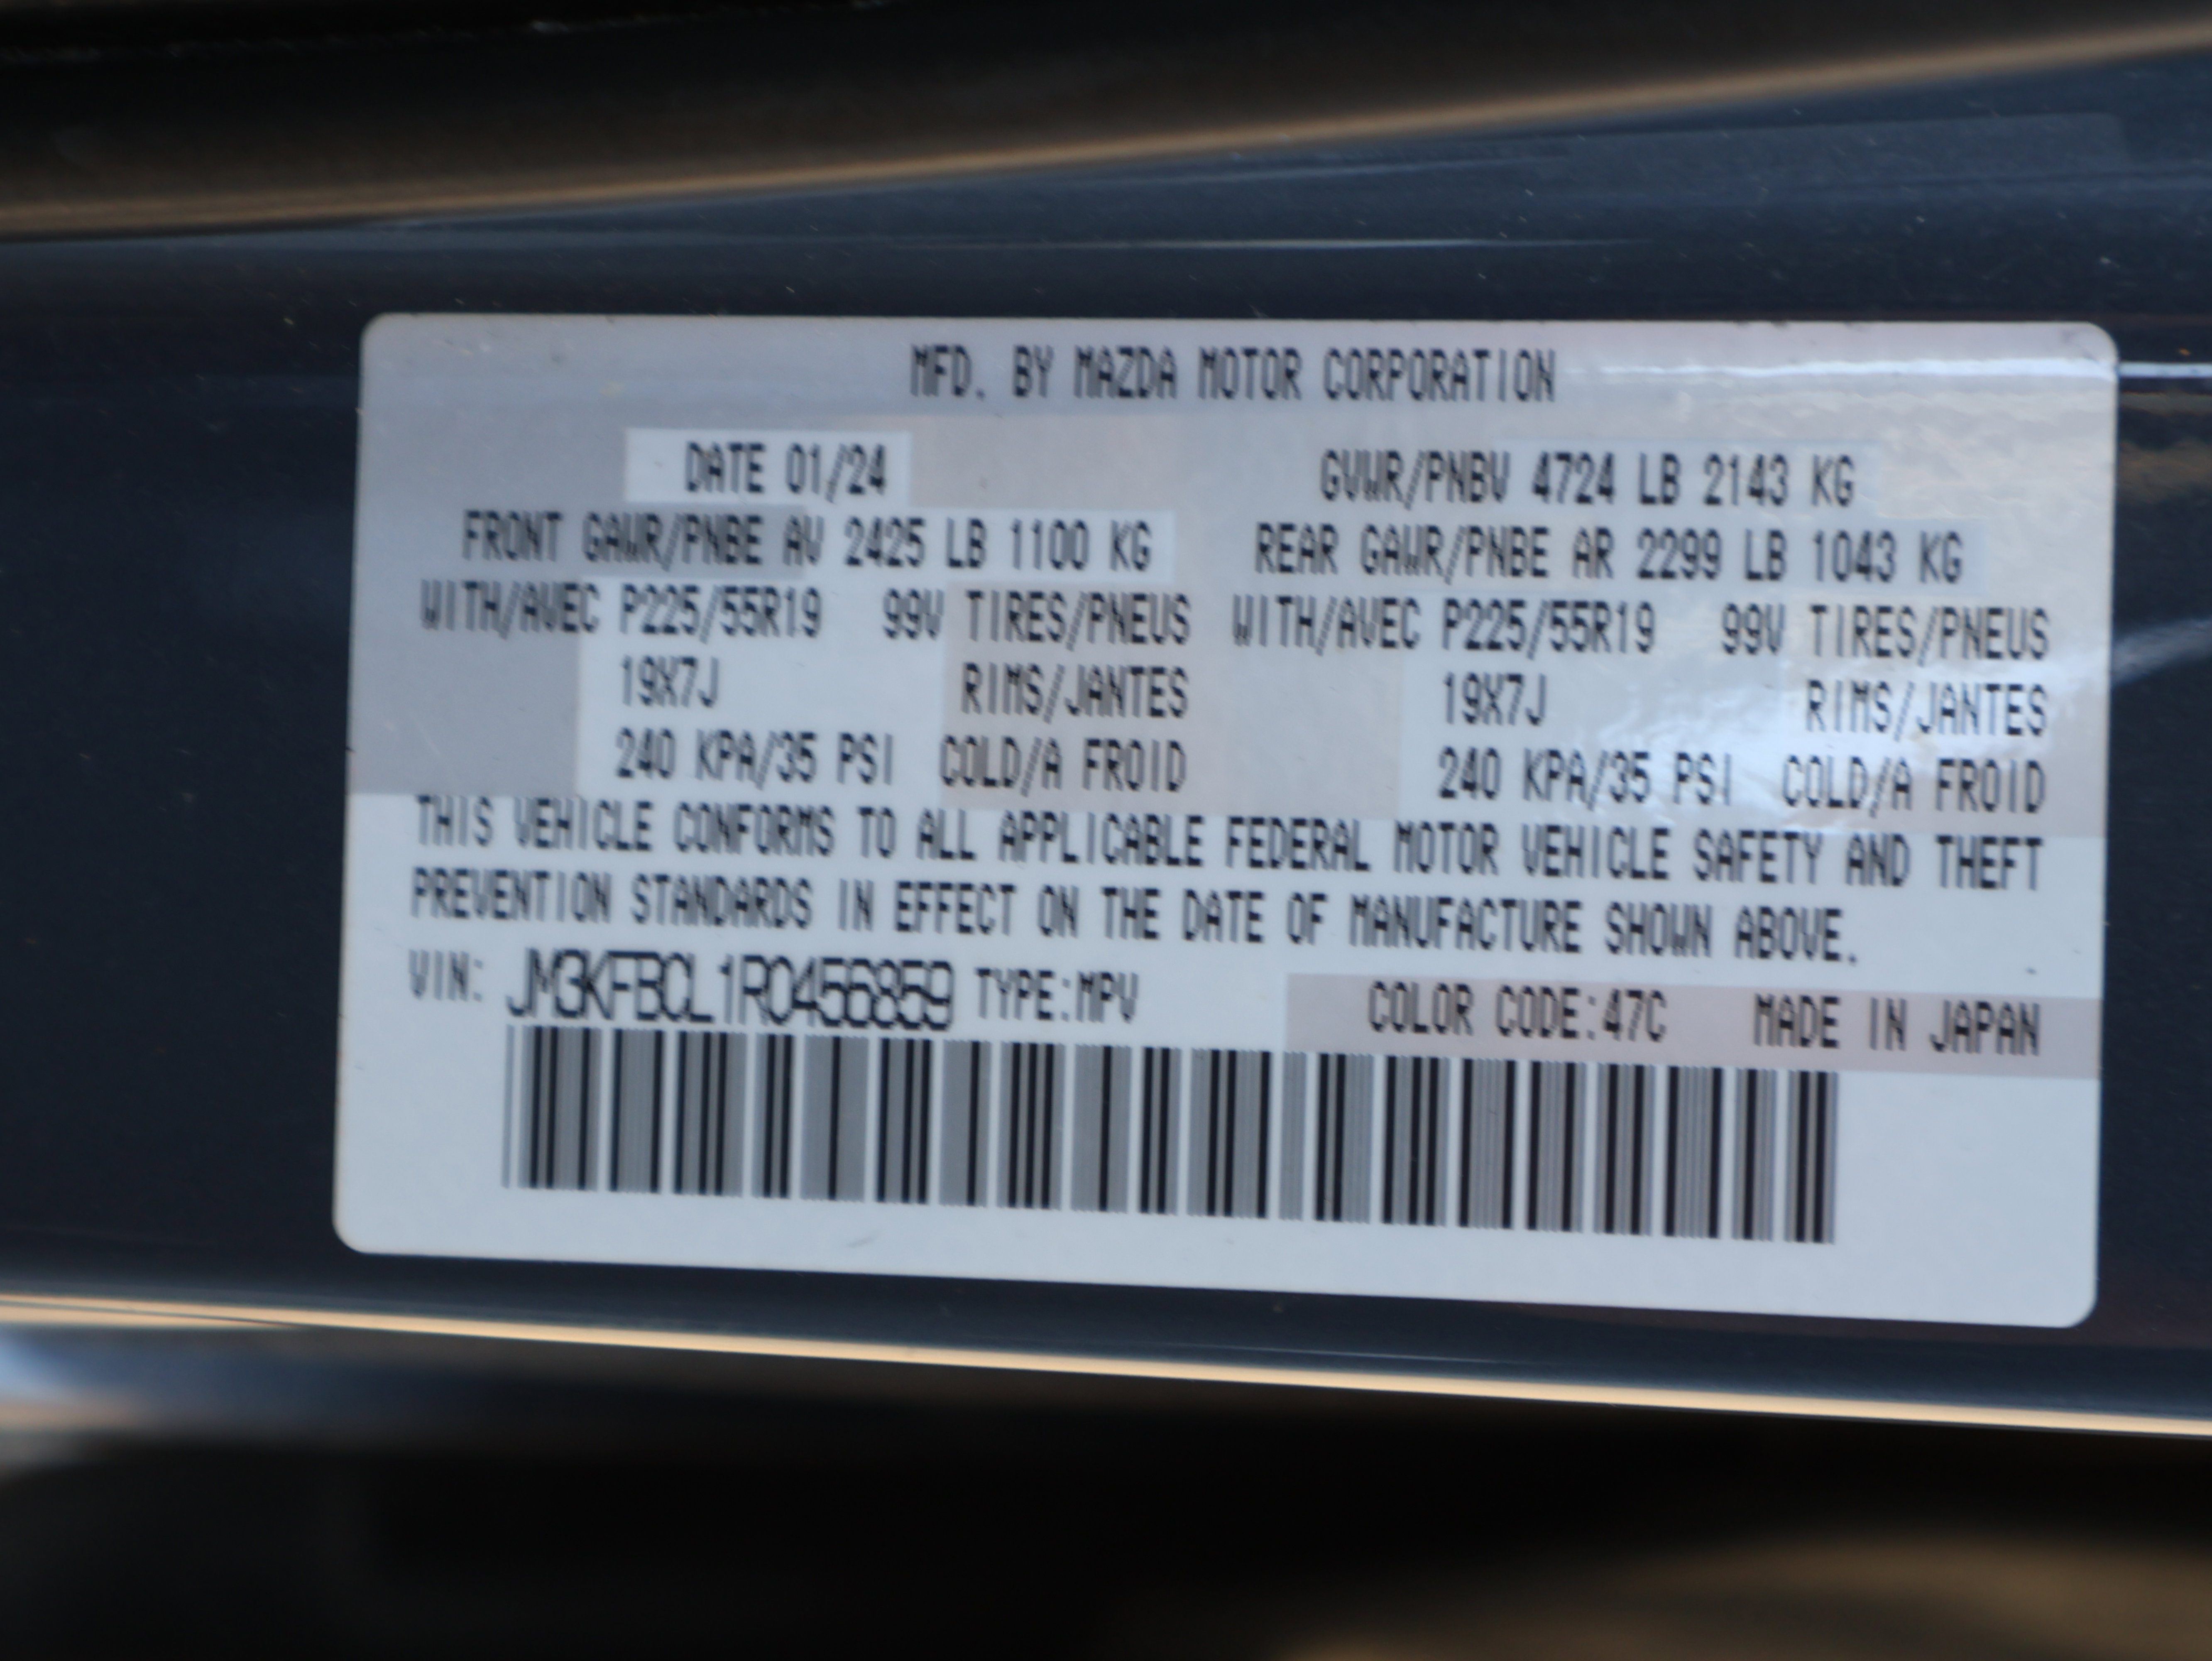 MFD. BY MAZDA MOTOR CORPORATION
DATE 01/24 GVWR/PNBV 4724 LB 2143 KG
FRONT GAWR/PNBE AV 2425 LB 1100 KG REAR GAWR/PNBE AR 2299 LB 1043 KG
WITH/AVEC P225/55R19 99V TIRES/PNEUS WITH/AVEC P225/55R19 99V TIRES/PNEUS
19X7J RIMS/JANTES 19X7J RIMS/JANTES
240 KPA/35 PSI COLD/A FROID 240 KPA/35 PSI COLD/A FROID
THIS VEHICLE CONFORMS TO ALL APPLICABLE FEDERAL MOTOR VEHICLE SAFETY AND THEFT
PREVENTION STANDARDS IN EFFECT ON THE DATE OF MANUFACTURE SHOWN ABOVE.
VIN: JM3KFBCL1R0456859 TYPE:MPV COLOR CODE:47C MADE IN JAPAN